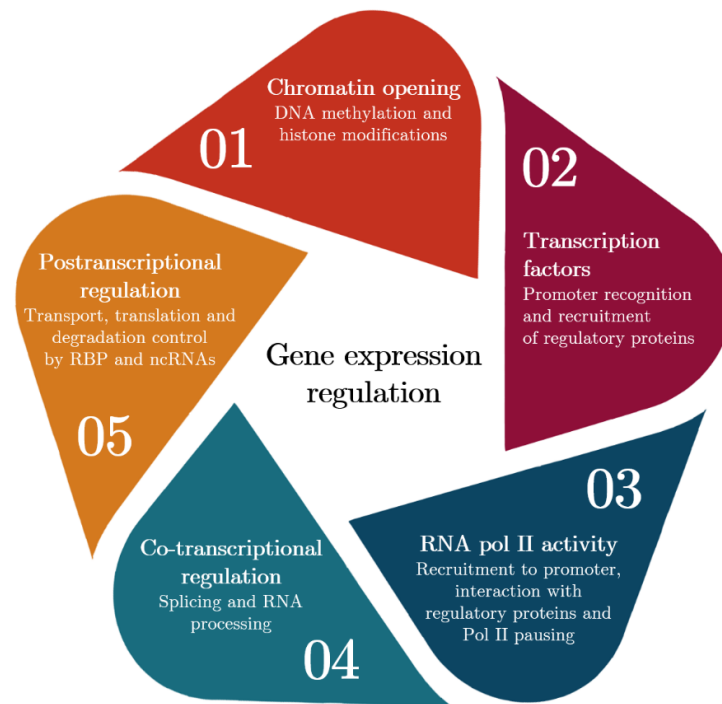 01
Chromatin opening
DNA methylation and
histone modifications
02
Transcription
factors
Promoter recognition
and recruitment
of regulatory proteins
03
RNA pol II activity
Recruitment to promoter,
interaction with
regulatory proteins and
Pol II pausing
Co-transcriptional
regulation
Splicing and RNA
processing
04
Postranscriptional
regulation
Transport, translation and
degradation control
by RBP and ncRNAs
05
Gene expression
regulation